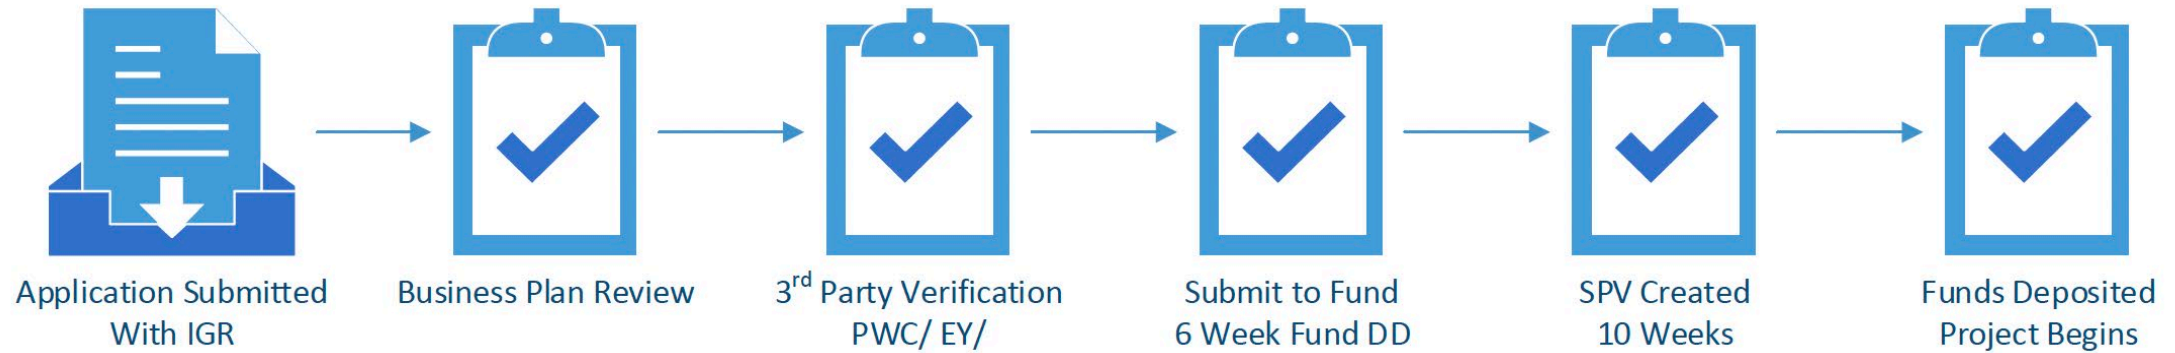 Application Submitted
With IGR
Business Plan Review
3rd Party Verification
PWC/ EY/
Submit to Fund
6 Week Fund DD
SPV Created
10 Weeks
Funds Deposited
Project Begins